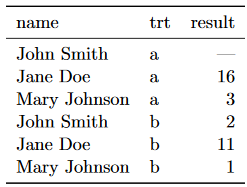 name trt result
John Smith a —
Jane Doe a 16
Mary Johnson a 3
John Smith b 2
Jane Doe b 11
Mary Johnson b 1